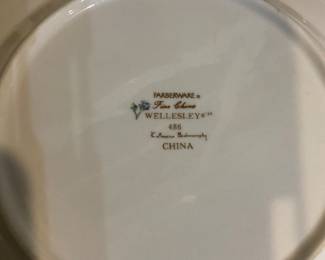 FARBERWARE®
Fine China
WELLESLEY
486
CHINA